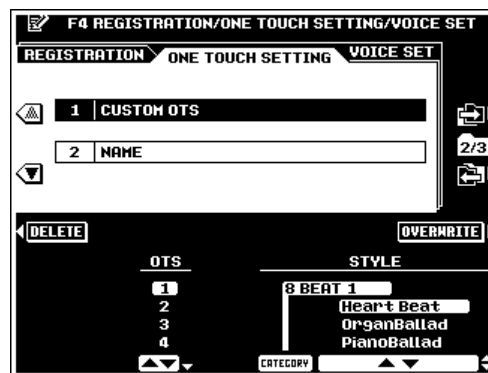 F4 REGISTRATION/ONE TOUCH SETTING/VOICE SET
REGISTRATION ONE TOUCH SETTING VOICE SET
1 CUSTOM OTS
2 NAME
2/3
DELETE OVERWRITE
OTS STYLE
1 8 BEAT 1
2 Heart Beat
3 OrganBallad
4 PianoBallad
CATEGORY